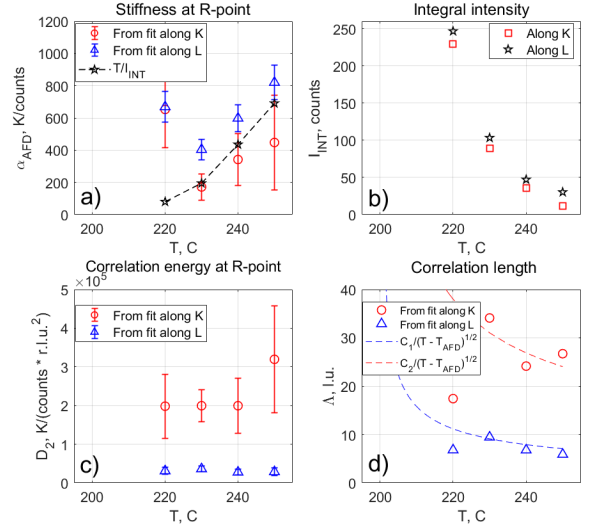 Stiffness at R-point
1200
1000
800
600
400
200
0
From fit along K
From fit along L
T/I_INT
α_AFD, K/counts
a)
200
220
240
T, C
Integral intensity
250
200
150
100
50
0
Along K
Along L
I_INT, counts
b)
200
220
240
T, C
Correlation energy at R-point
×10^5
5
4
3
2
1
0
From fit along K
From fit along L
D_2, K/(counts * r.l.u.^2)
c)
200
220
240
T, C
Correlation length
40
30
20
10
0
From fit along K
From fit along L
C_1/(T - T_AFD)^1/2
C_2/(T - T_AFD)^1/2
Λ, l.u.
d)
200
220
240
T, C